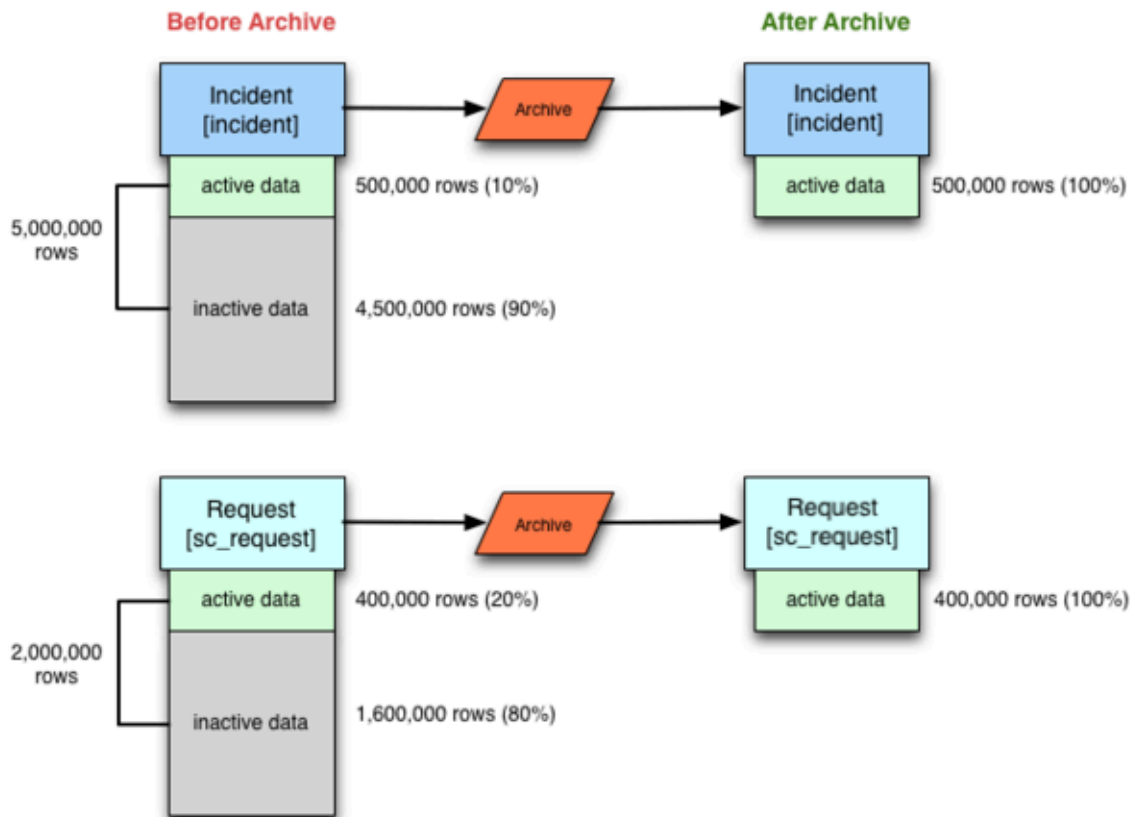 Before Archive
After Archive
Incident
[incident]
Archive
Incident
[incident]
active data
500,000 rows (10%)
active data
500,000 rows (100%)
5,000,000
rows
inactive data
4,500,000 rows (90%)
Request
[sc_request]
Archive
Request
[sc_request]
active data
400,000 rows (20%)
active data
400,000 rows (100%)
2,000,000
rows
inactive data
1,600,000 rows (80%)